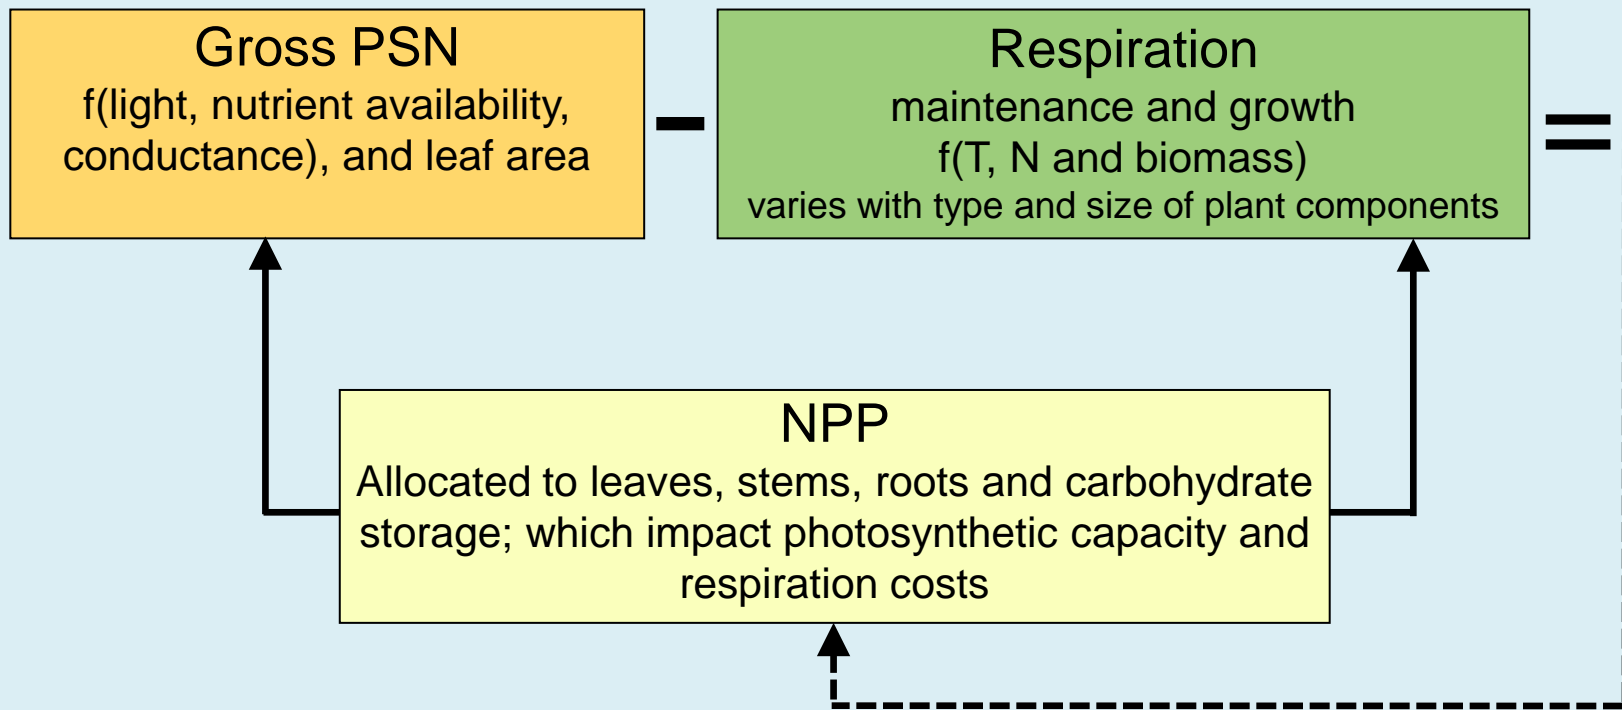 Gross PSN
f(light, nutrient availability,
conductance), and leaf area
–
Respiration
maintenance and growth
f(T, N and biomass)
varies with type and size of plant components
=
NPP
Allocated to leaves, stems, roots and carbohydrate
storage; which impact photosynthetic capacity and
respiration costs